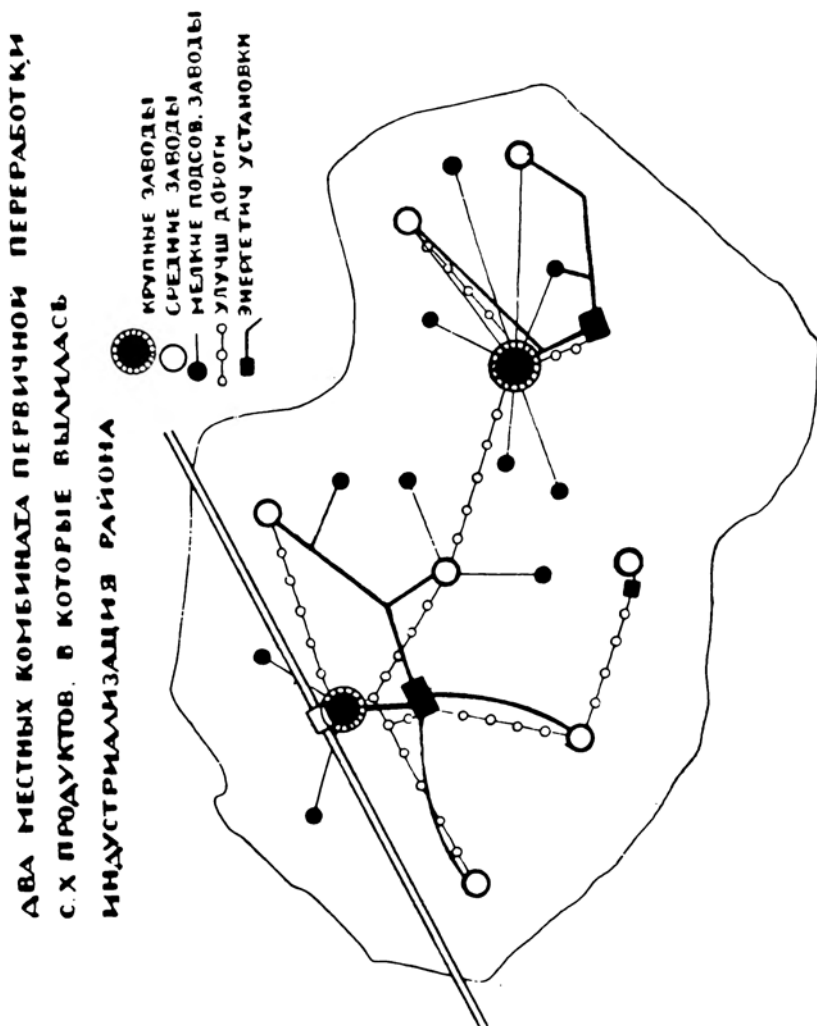 ДВА МЕСТНЫХ КОМБИНАТА ПЕРВИЧНОЙ ПЕРЕРАБОТКИ
С.Х ПРОДУКТОВ. В КОТОРЫЕ ВЫЛИЛАСЬ
ИНДУСТРИАЛИЗАЦИЯ РАЙОНА
КРУПНЫЕ ЗАВОДЫ
СРЕДНИЕ ЗАВОДЫ
МЕЛКИЕ ПОДСОВ. ЗАВОДЫ
УЛУЧШ ДОРОГИ
ЭНЕРГЕТИЧ УСТАНОВКИ